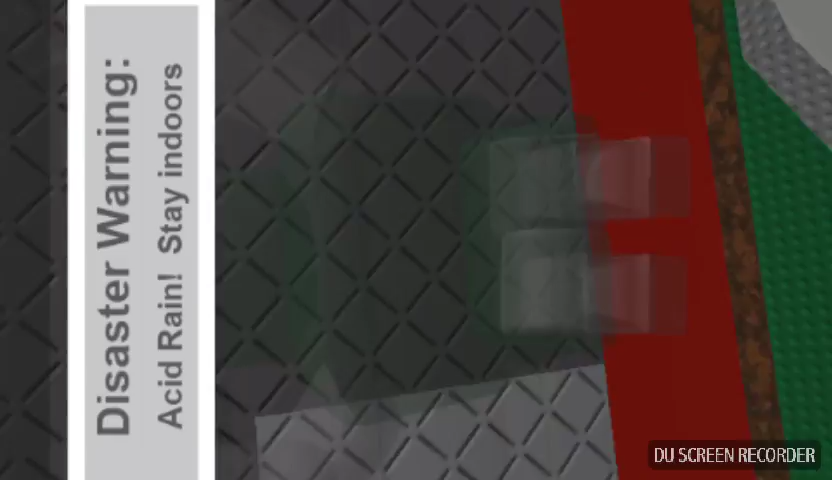 Disaster Warning:
Acid Rain!  Stay indoors
DU SCREEN RECORDER